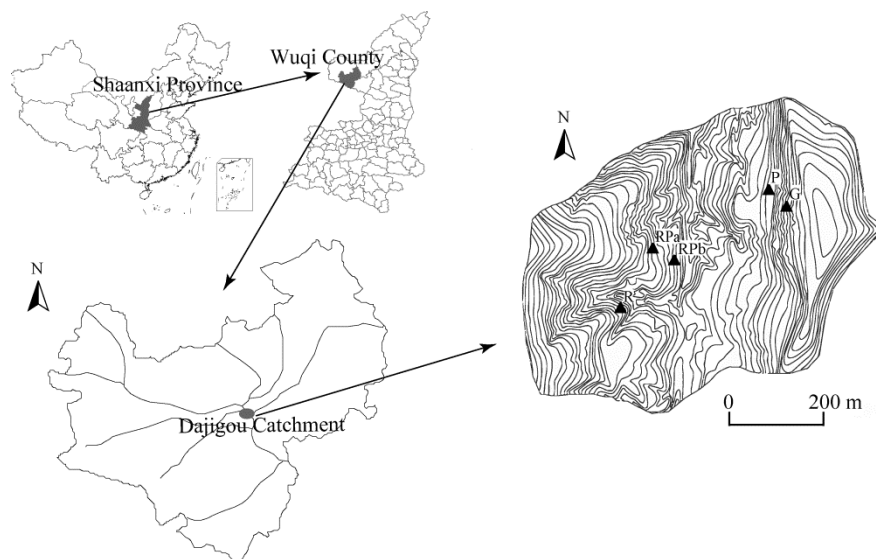 Wuqi County
Shaanxi Province
N
P
G
RPa
RPb
R
N
Dajigou Catchment
0 200 m